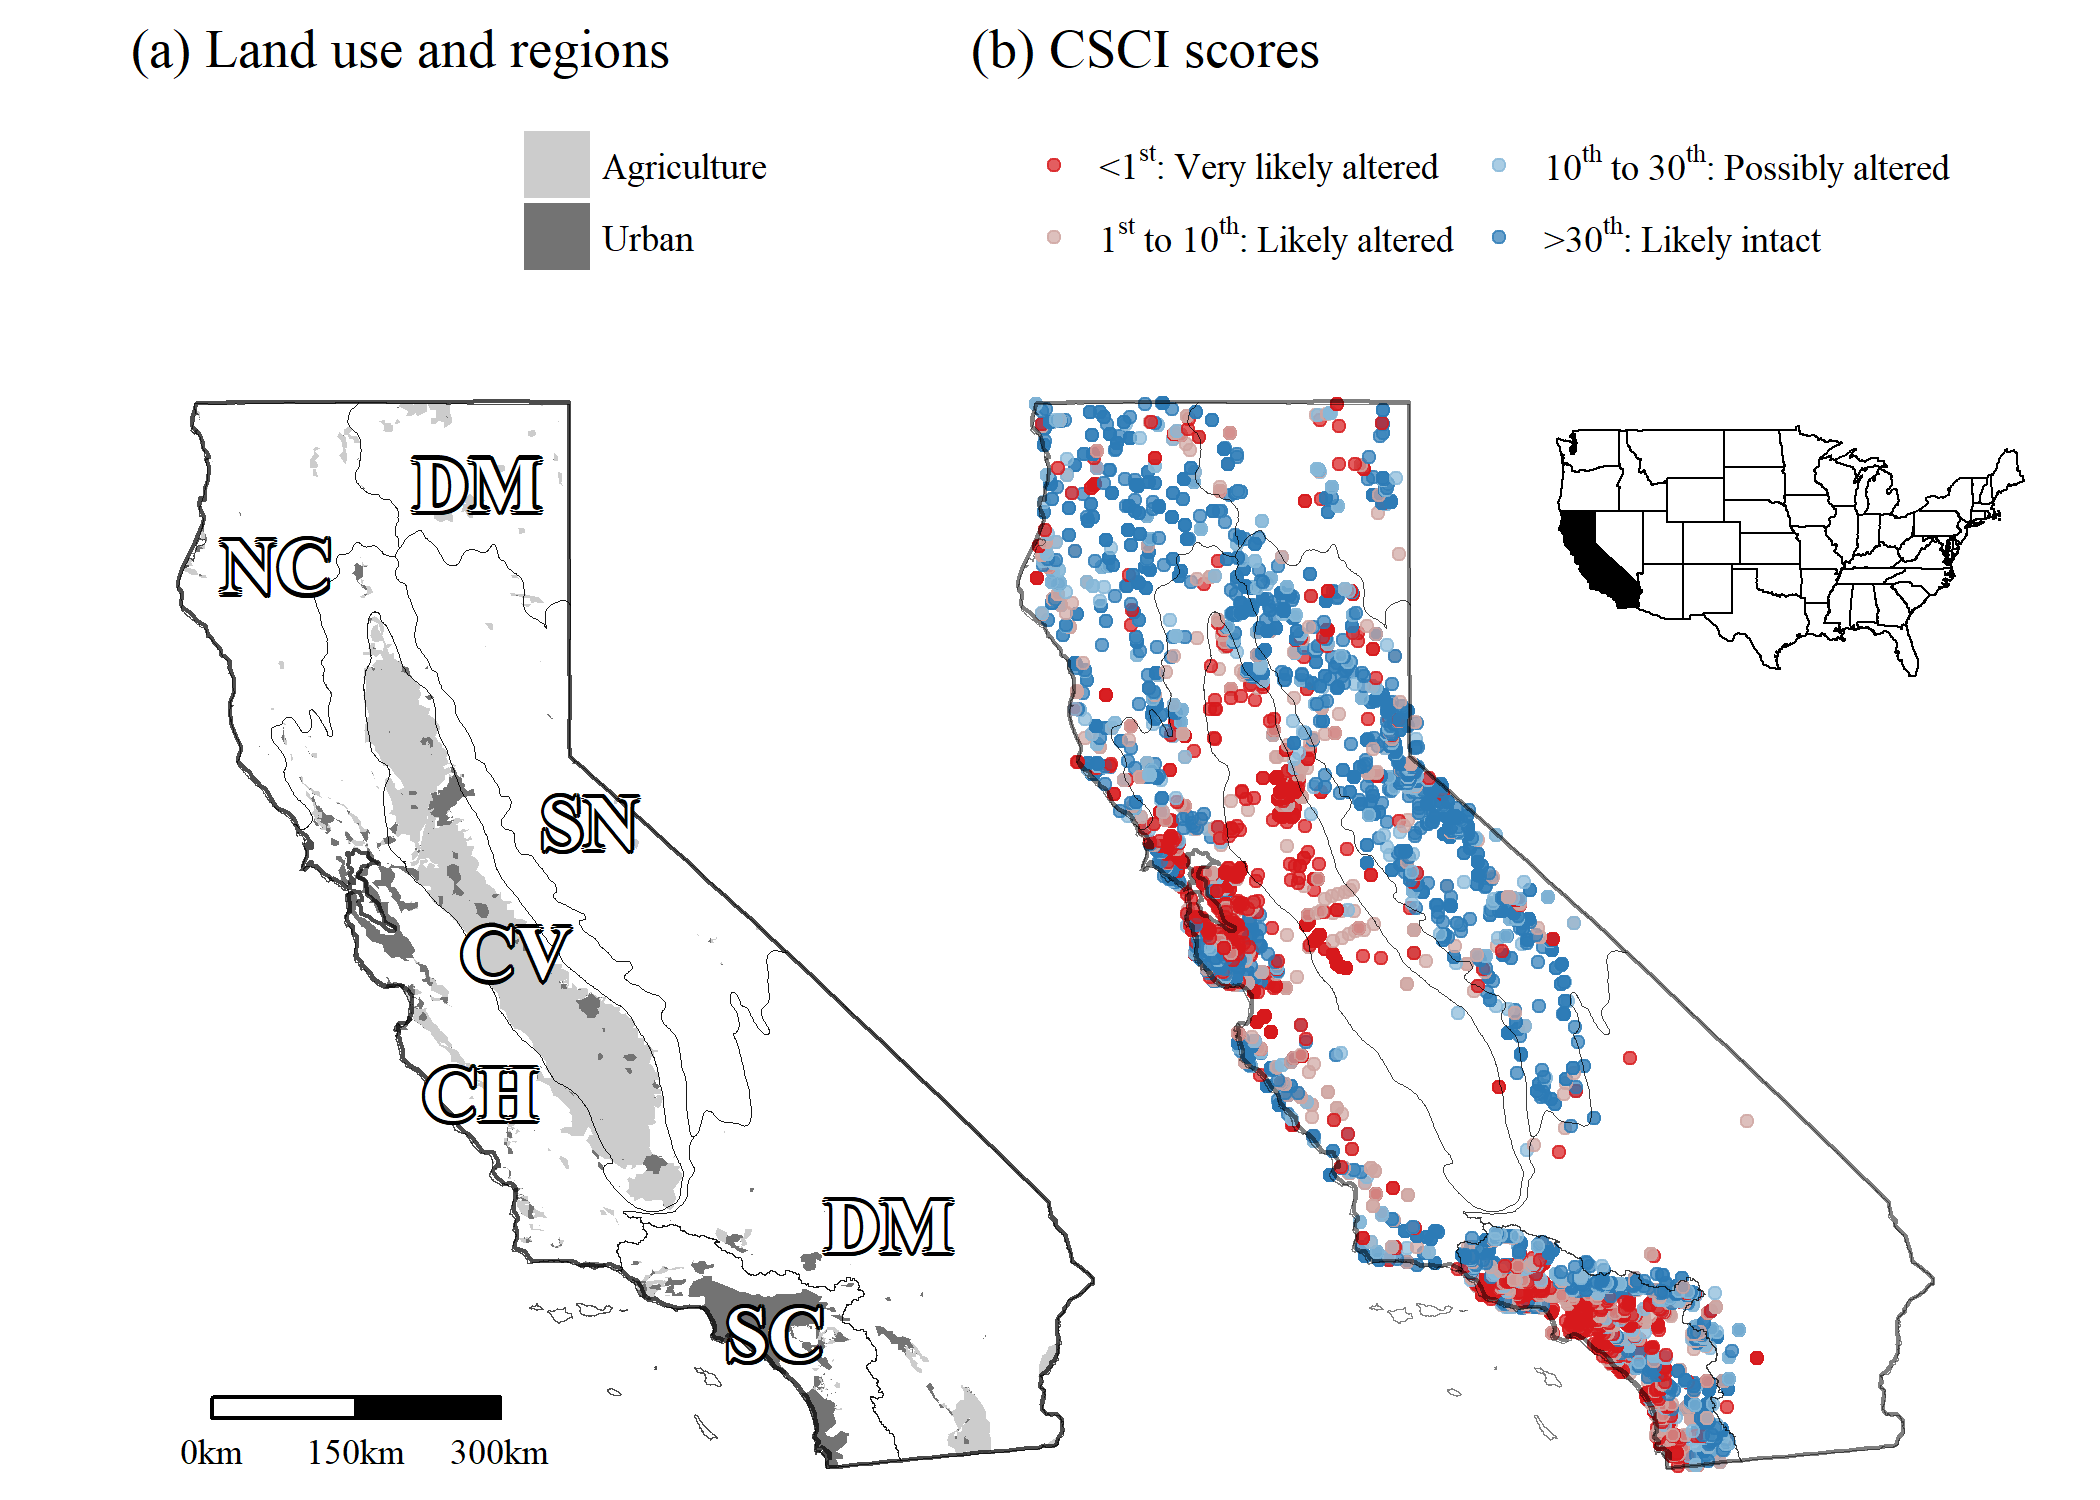 (a) Land use and regions
(b) CSCI scores
Agriculture
Urban
<1st: Very likely altered
10th to 30th: Possibly altered
1st to 10th: Likely altered
>30th: Likely intact
DM
NC
SN
CV
CH
DM
SC
0km 150km 300km